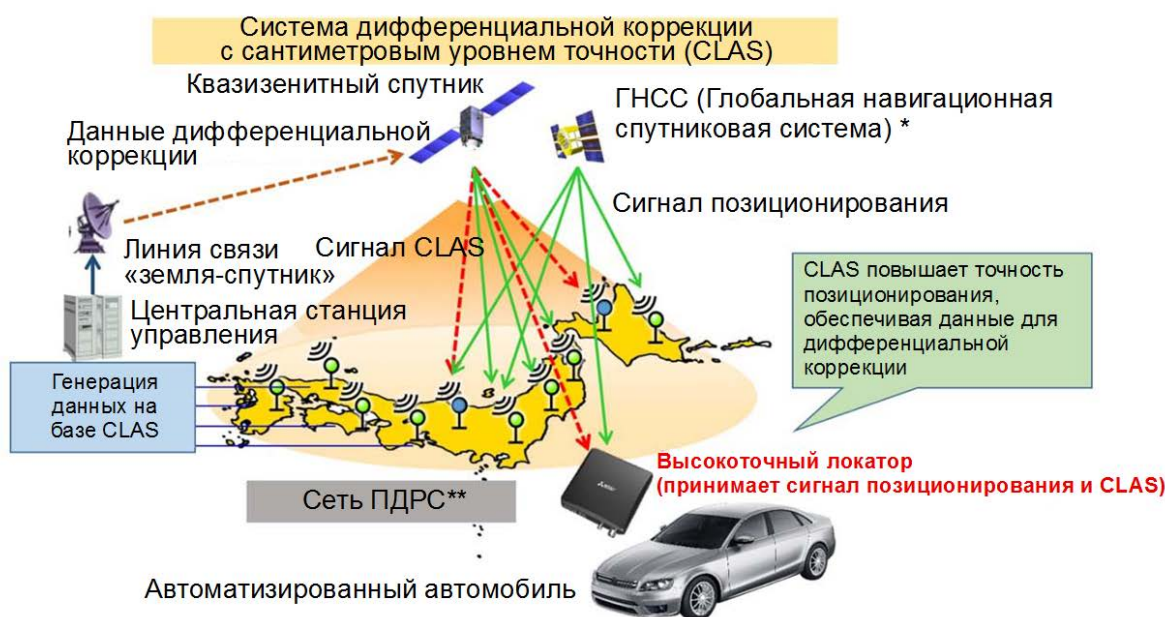 Система дифференциальной коррекции
с сантиметровым уровнем точности (CLAS)
Квазизенитный спутник
ГНСС (Глобальная навигационная
спутниковая система) *
Данные дифференциальной
коррекции
Сигнал позиционирования
Линия связи
«земля-спутник»
Сигнал CLAS
CLAS повышает точность
позиционирования,
обеспечивая данные для
дифференциальной
коррекции
Центральная станция
управления
Генерация
данных на
базе CLAS
Высокоточный локатор
(принимает сигнал позиционирования и CLAS)
Сеть ПДРС**
Автоматизированный автомобиль